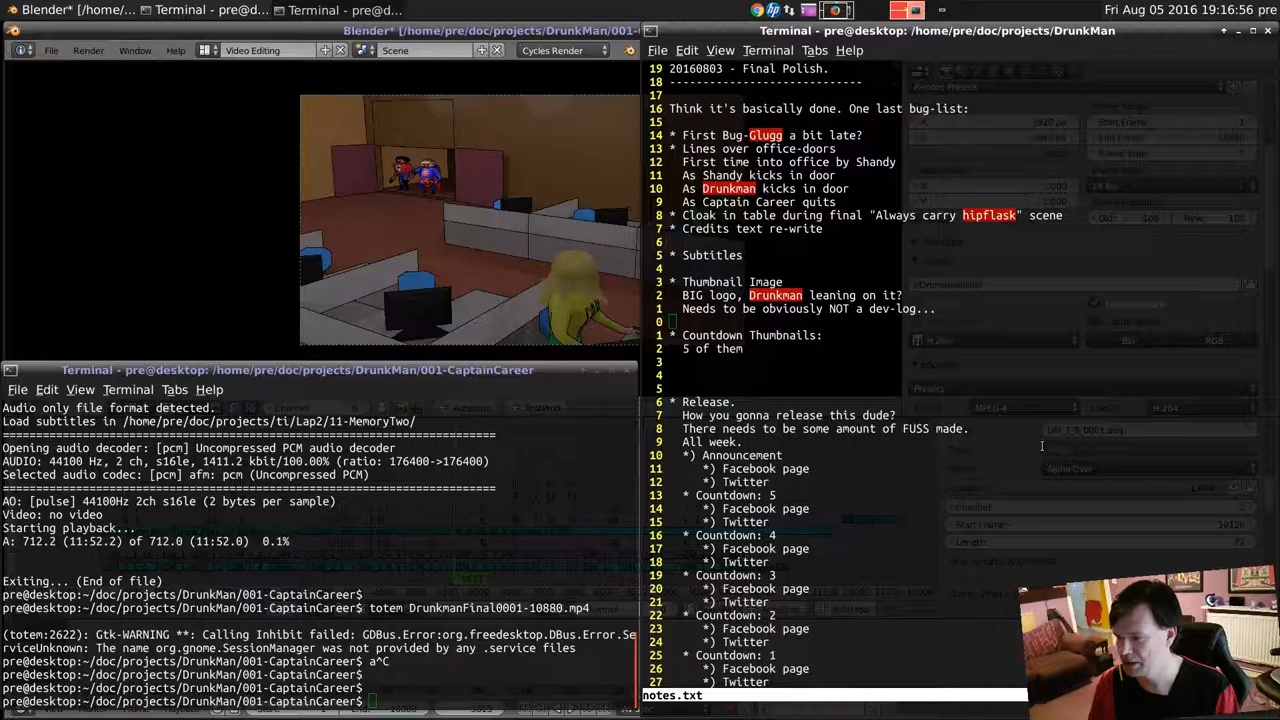 Blender* [/home/...
Terminal - pre@d...
Terminal - pre@d...
Fri Aug 05 2016 19:16:56 pre
Blender* [/home/pre/doc/projects/DrunkMan/001-
File Render Window Help
Video Editing
Scene
Cycles Render
Terminal - pre@desktop: /home/pre/doc/projects/DrunkMan
File Edit View Terminal Tabs Help
19 20160803 - Final Polish.
18 -----------------------------
17
16 Think it's basically done. One last bug-list:
15
14 * First Bug-Glugg a bit late?
13 * Lines over office-doors
12 First time into office by Shandy
11 As Shandy kicks in door
10 As Drunkman kicks in door
9 As Captain Career quits
8 * Cloak in table during final "Always carry hipflask" scene
7 * Credits text re-write
6
5 * Subtitles
4
3 * Thumbnail Image
2 BIG logo, Drunkman leaning on it?
1 Needs to be obviously NOT a dev-log...
0
1 * Countdown Thumbnails:
2 5 of them
3
4
5
6 * Release.
7 How you gonna release this dude?
8 There needs to be some amount of FUSS made.
9 All week.
10 *) Announcement
11 *) Facebook page
12 *) Twitter
13 * Countdown: 5
14 *) Facebook page
15 *) Twitter
16 * Countdown: 4
17 *) Facebook page
18 *) Twitter
19 * Countdown: 3
20 *) Facebook page
21 *) Twitter
22 * Countdown: 2
23 *) Facebook page
24 *) Twitter
25 * Countdown: 1
26 *) Facebook page
27 *) Twitter
notes.txt
Terminal - pre@desktop: /home/pre/doc/projects/DrunkMan/001-CaptainCareer
File Edit View Terminal Tabs Help
Audio only file format detected.
Load subtitles in /home/pre/doc/projects/ti/Lap2/11-MemoryTwo/
==========================================================================
Opening audio decoder: [pcm] Uncompressed PCM audio decoder
AUDIO: 44100 Hz, 2 ch, s16le, 1411.2 kbit/100.00% (ratio: 176400->176400)
Selected audio codec: [pcm] afm: pcm (Uncompressed PCM)
==========================================================================
AO: [pulse] 44100Hz 2ch s16le (2 bytes per sample)
Video: no video
Starting playback...
A: 712.2 (11:52.2) of 712.0 (11:52.0) 0.1%
Exiting... (End of file)
pre@desktop:~/doc/projects/DrunkMan/001-CaptainCareer$
pre@desktop:~/doc/projects/DrunkMan/001-CaptainCareer$ totem DrunkmanFinal0001-10880.mp4
(totem:2622): Gtk-WARNING **: Calling Inhibit failed: GDBus.Error:org.freedesktop.DBus.Error.Se
rviceUnknown: The name org.gnome.SessionManager was not provided by any .service files
pre@desktop:~/doc/projects/DrunkMan/001-CaptainCareer$ a^C
pre@desktop:~/doc/projects/DrunkMan/001-CaptainCareer$
pre@desktop:~/doc/projects/DrunkMan/001-CaptainCareer$
pre@desktop:~/doc/projects/DrunkMan/001-CaptainCareer$